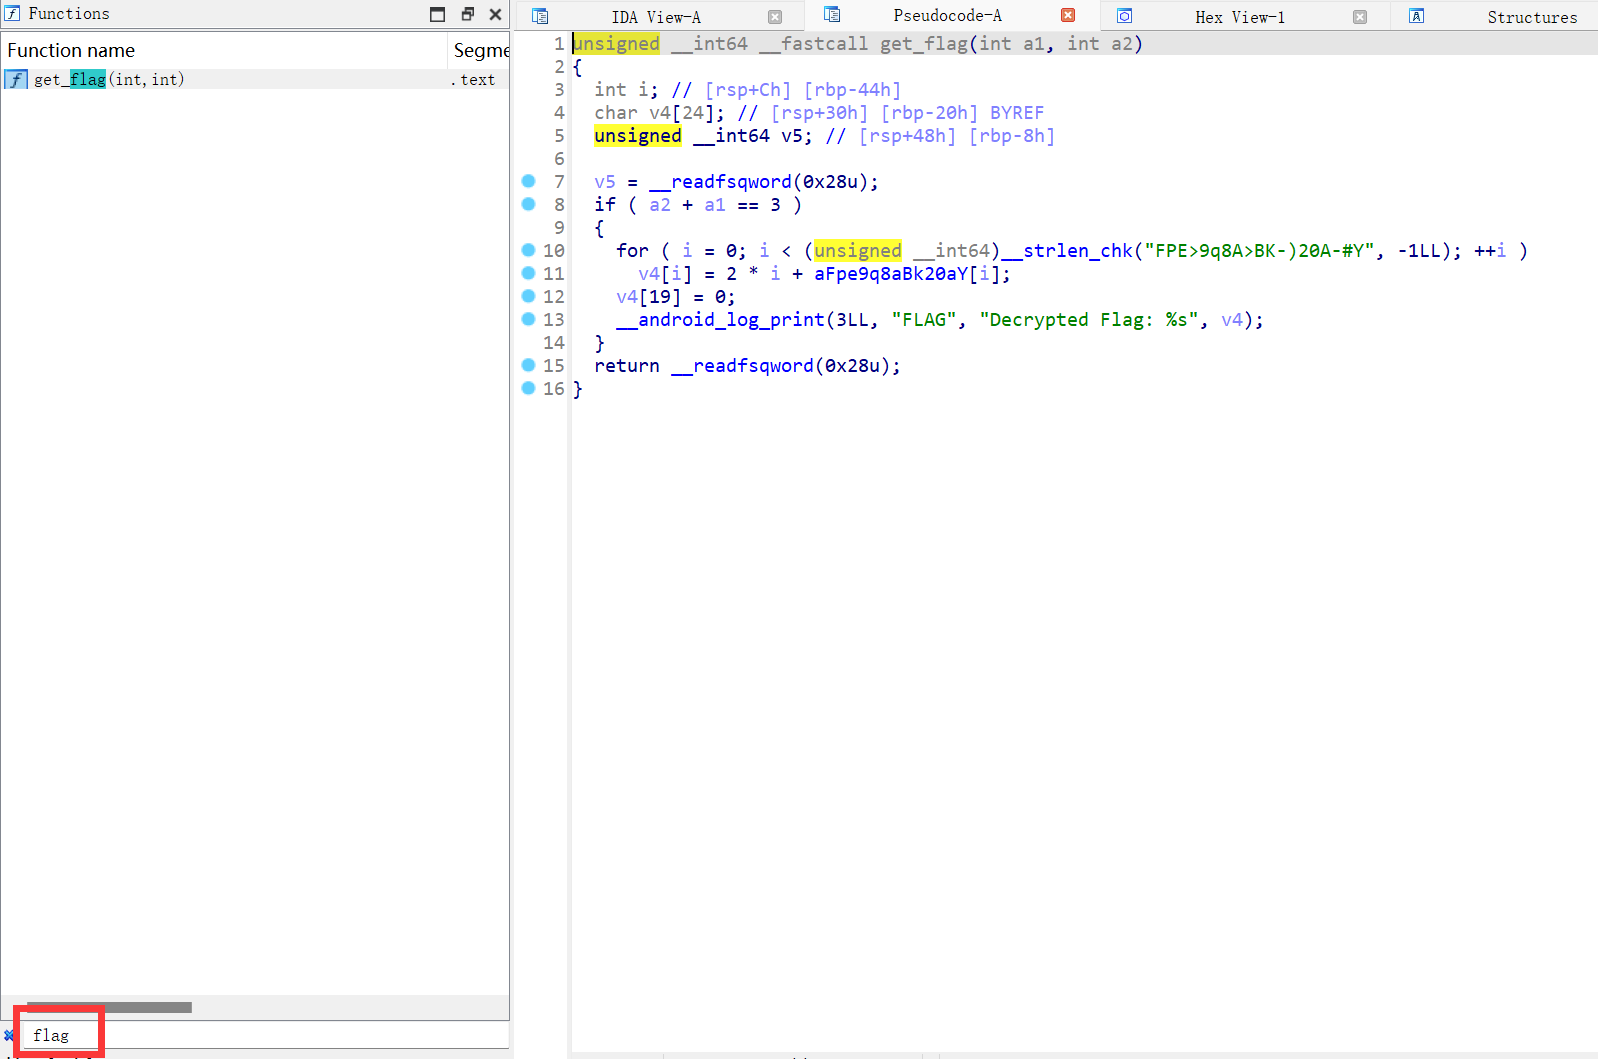 Functions
Function name Segme
get_flag(int,int) .text
flag
IDA View-A Pseudocode-A Hex View-1 Structures
1 unsigned __int64 __fastcall get_flag(int a1, int a2)
2 {
3 int i; // [rsp+Ch] [rbp-44h]
4 char v4[24]; // [rsp+30h] [rbp-20h] BYREF
5 unsigned __int64 v5; // [rsp+48h] [rbp-8h]
6
7 v5 = __readfsqword(0x28u);
8 if ( a2 + a1 == 3 )
9 {
10 for ( i = 0; i < (unsigned __int64)__strlen_chk("FPE>9q8A>BK-)20A-#Y", -1LL); ++i )
11 v4[i] = 2 * i + aFpe9q8aBk20aY[i];
12 v4[19] = 0;
13 __android_log_print(3LL, "FLAG", "Decrypted Flag: %s", v4);
14 }
15 return __readfsqword(0x28u);
16 }